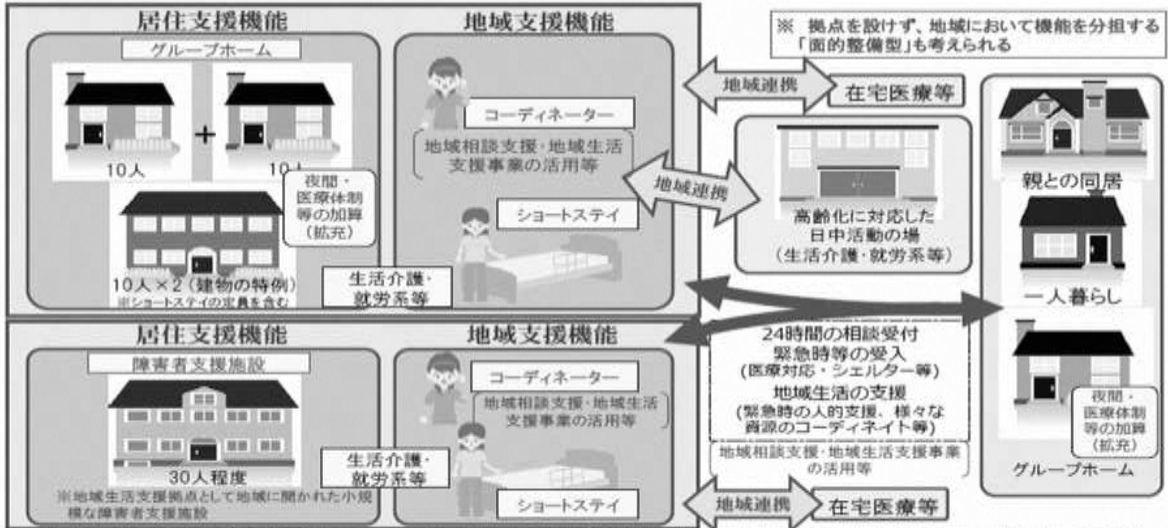 居住支援機能
地域支援機能
グループホーム
10人
+
10人
夜間・
医療体制
等の加算
(拡充)
10人×2(建物の特例)
※ショートステイの定員を含む
生活介護・
就労系等
コーディネーター
地域相談支援・地域生活
支援事業の活用等
ショートステイ
居住支援機能
地域支援機能
障害者支援施設
30人程度
※地域生活支援拠点として地域に開かれた小規
模な障害者支援施設
生活介護・
就労系等
コーディネーター
地域相談支援・地域生活
支援事業の活用等
ショートステイ
※ 拠点を設けず、地域において機能を分担する
「面的整備型」も考えられる
地域連携
在宅医療等
地域連携
高齢化に対応した
日中活動の場
(生活介護・就労系等)
24時間の相談受付
緊急時等の受入
(医療対応・シェルター等)
地域生活の支援
(緊急時の人的支援、様々な
資源のコーディネイト等)
地域相談支援・地域生活支援事業
の活用等
地域連携
在宅医療等
親との同居
一人暮らし
夜間・
医療体制
等の加算
(拡充)
グループホーム